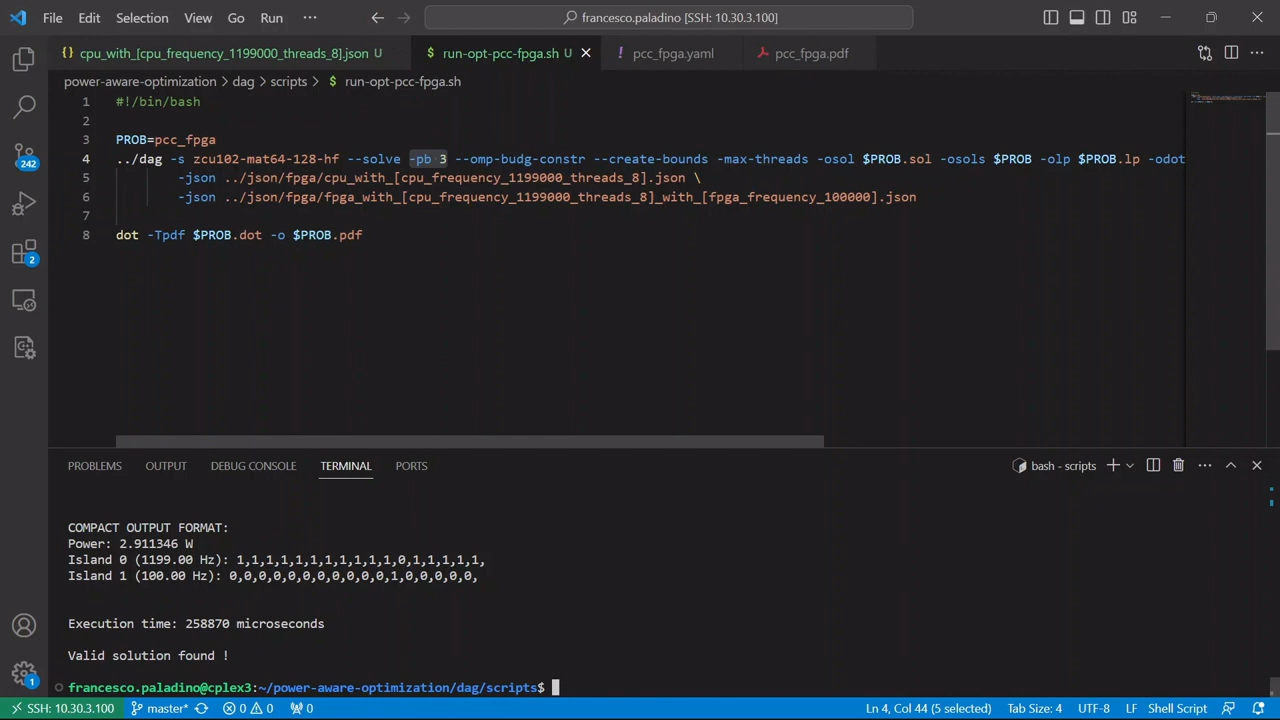 File Edit Selection View Go Run ··· francesco.paladino [SSH: 10.30.3.100]
{} cpu_with_[cpu_frequency_1199000_threads_8].json U $ run-opt-pcc-fpga.sh U ! pcc_fpga.yaml pcc_fpga.pdf
power-aware-optimization > dag > scripts > $ run-opt-pcc-fpga.sh
1 #!/bin/bash
2
3 PROB=pcc_fpga
4 ../dag -s zcu102-mat64-128-hf --solve -pb 3 --omp-budg-constr --create-bounds -max-threads -osol $PROB.sol -osols $PROB -olp $PROB.lp -odot
5 -json ../json/fpga/cpu_with_[cpu_frequency_1199000_threads_8].json \
6 -json ../json/fpga/fpga_with_[cpu_frequency_1199000_threads_8]_with_[fpga_frequency_100000].json
7
8 dot -Tpdf $PROB.dot -o $PROB.pdf
242
2
PROBLEMS OUTPUT DEBUG CONSOLE TERMINAL PORTS bash - scripts
COMPACT OUTPUT FORMAT:
Power: 2.911346 W
Island 0 (1199.00 Hz): 1,1,1,1,1,1,1,1,1,1,1,0,1,1,1,1,1,
Island 1 (100.00 Hz): 0,0,0,0,0,0,0,0,0,0,0,1,0,0,0,0,0,
Execution time: 258870 microseconds
Valid solution found !
francesco.paladino@cplex3:~/power-aware-optimization/dag/scripts$
1
SSH: 10.30.3.100 master* 0 0 0 Ln 4, Col 44 (5 selected) Tab Size: 4 UTF-8 LF Shell Script